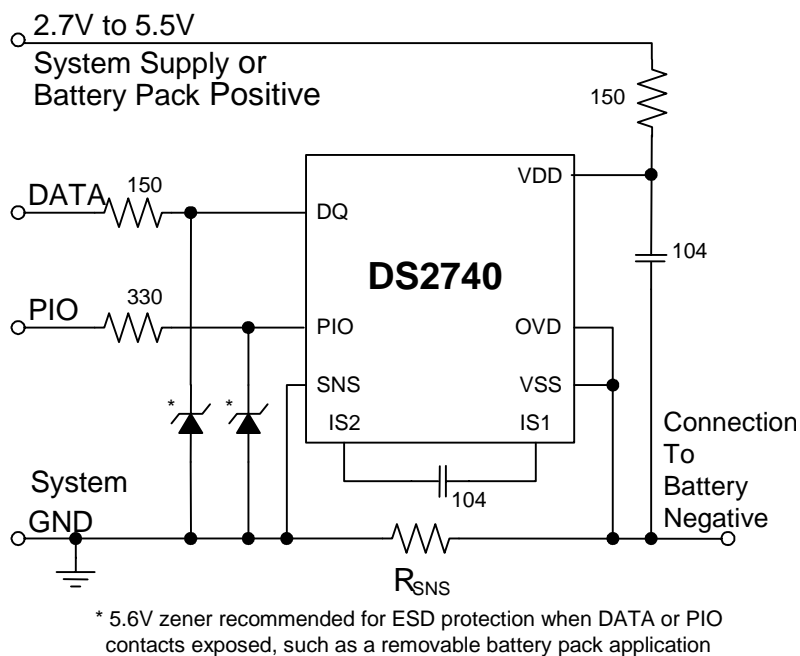 2.7V to 5.5V
System Supply or
Battery Pack Positive
150
VDD
DATA
150
DQ
104
DS2740
PIO
330
PIO
OVD
SNS
VSS
*
*
IS2
IS1
Connection
To
Battery
Negative
104
System
GND
RSNS
* 5.6V zener recommended for ESD protection when DATA or PIO
contacts exposed, such as a removable battery pack application